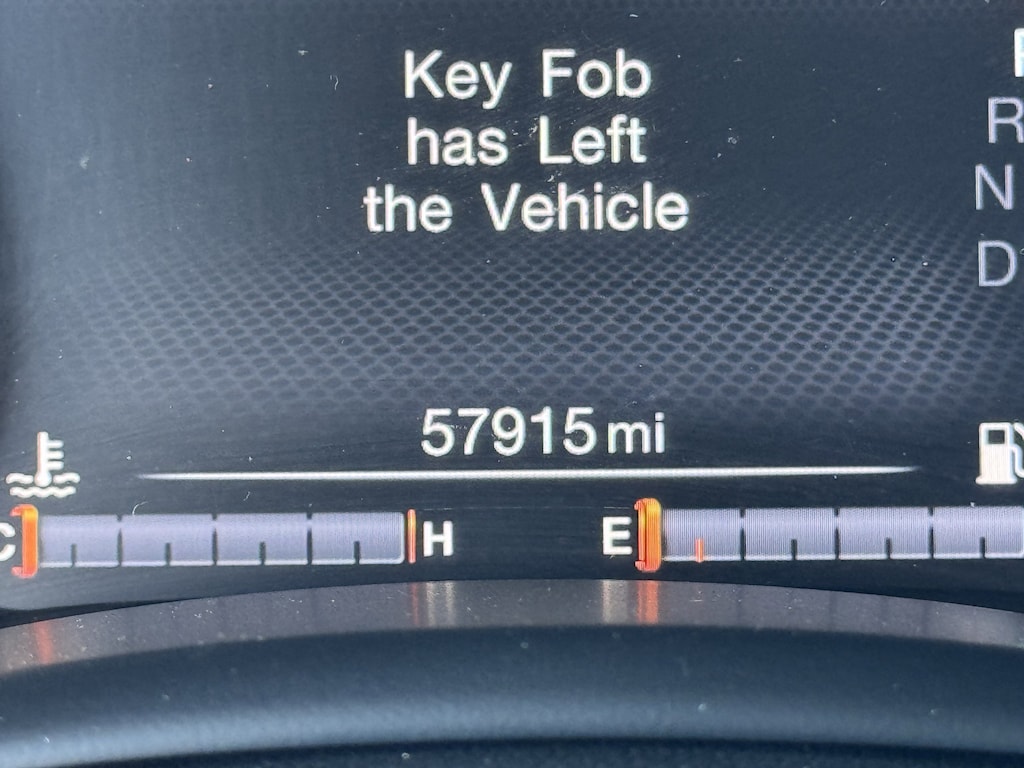 Key Fob
has Left
the Vehicle
P
R
N
D
57915 mi
C H E